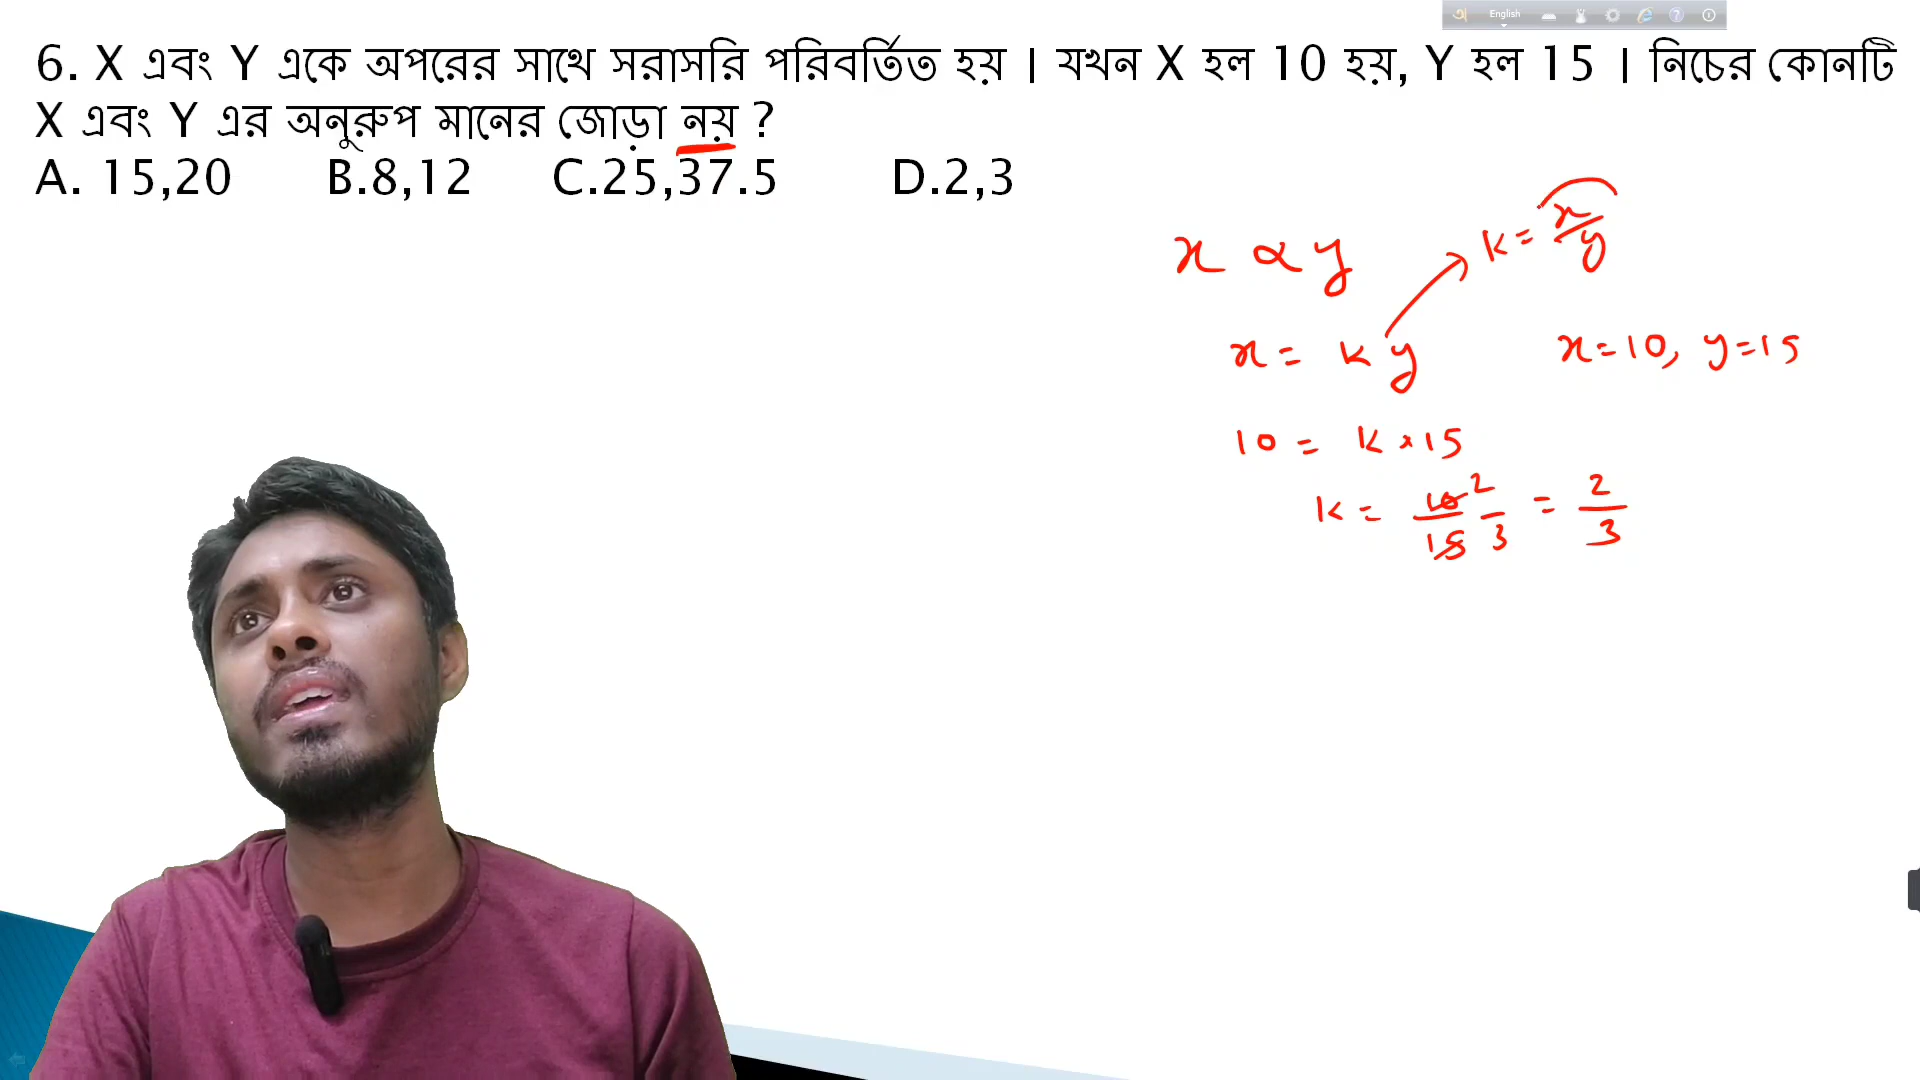 English
6. X এবং Y একে অপরের সাথে সরাসরি পরিবর্তিত হয় । যখন X হল 10 হয়, Y হল 15 । নিচের কোনটি
X এবং Y এর অনুরুপ মানের জোড়া নয় ?
A. 15,20 B.8,12 C.25,37.5 D.2,3
x ∝ y
k = x/y
x = k y
x=10, y=15
10 = k × 15
k = 10/15 2/3 = 2/3